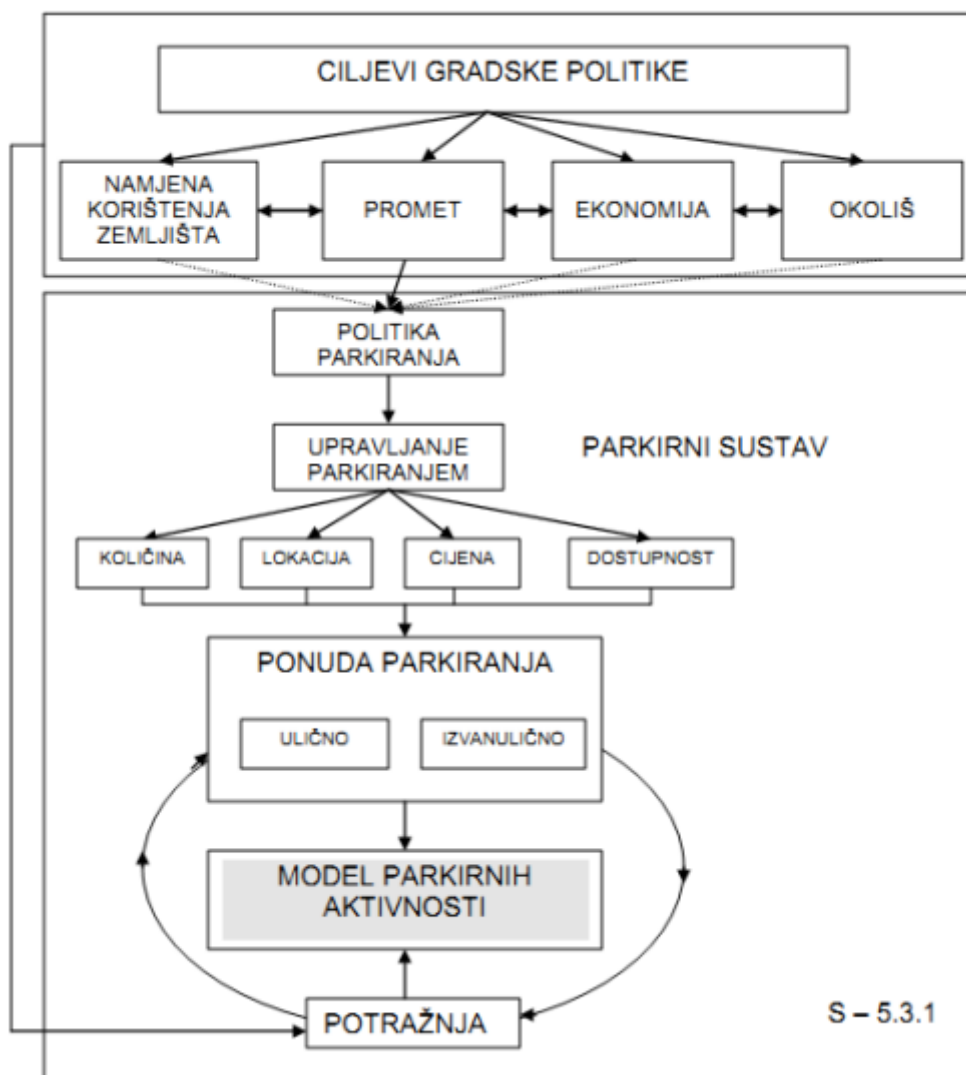 CILJEVI GRADSKE POLITIKE
NAMJENA
KORIŠTENJA
ZEMLJIŠTA
PROMET
EKONOMIJA
OKOLIŠ
POLITIKA
PARKIRANJA
UPRAVLJANJE
PARKIRANJEM
PARKIRNI SUSTAV
KOLIČINA
LOKACIJA
CIJENA
DOSTUPNOST
PONUDA PARKIRANJA
ULIČNO
IZVANULIČNO
MODEL PARKIRNIH
AKTIVNOSTI
POTRAŽNJA
S – 5.3.1